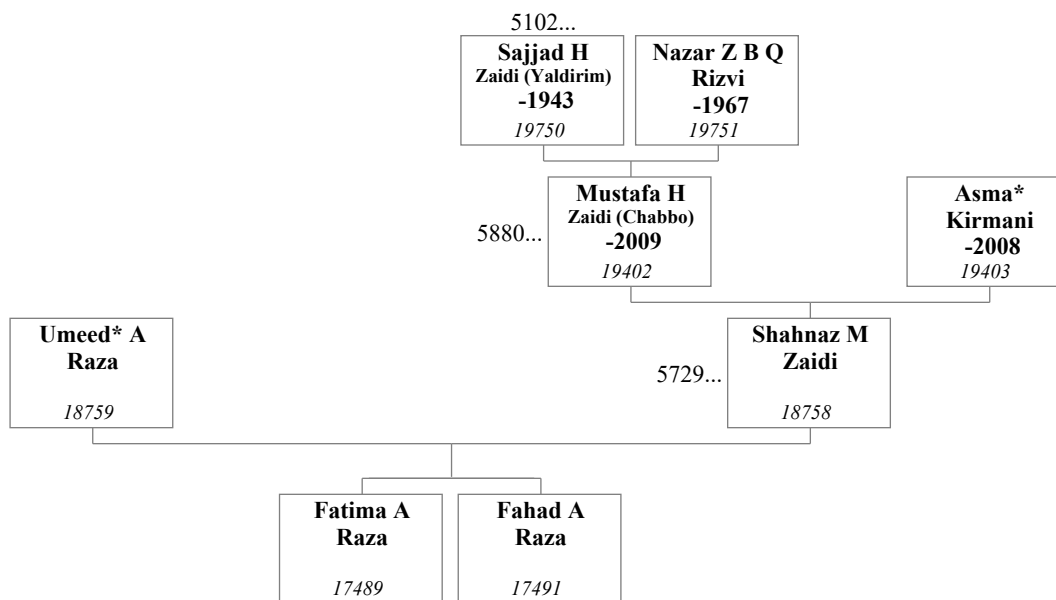 5102...
Sajjad H
Zaidi (Yaldirim)
-1943
19750
Nazar Z B Q
Rizvi
-1967
19751
5880...
Mustafa H
Zaidi (Chabbo)
-2009
19402
Asma*
Kirmani
-2008
19403
Umeed* A
Raza
18759
5729...
Shahnaz M
Zaidi
18758
Fatima A
Raza
17489
Fahad A
Raza
17491